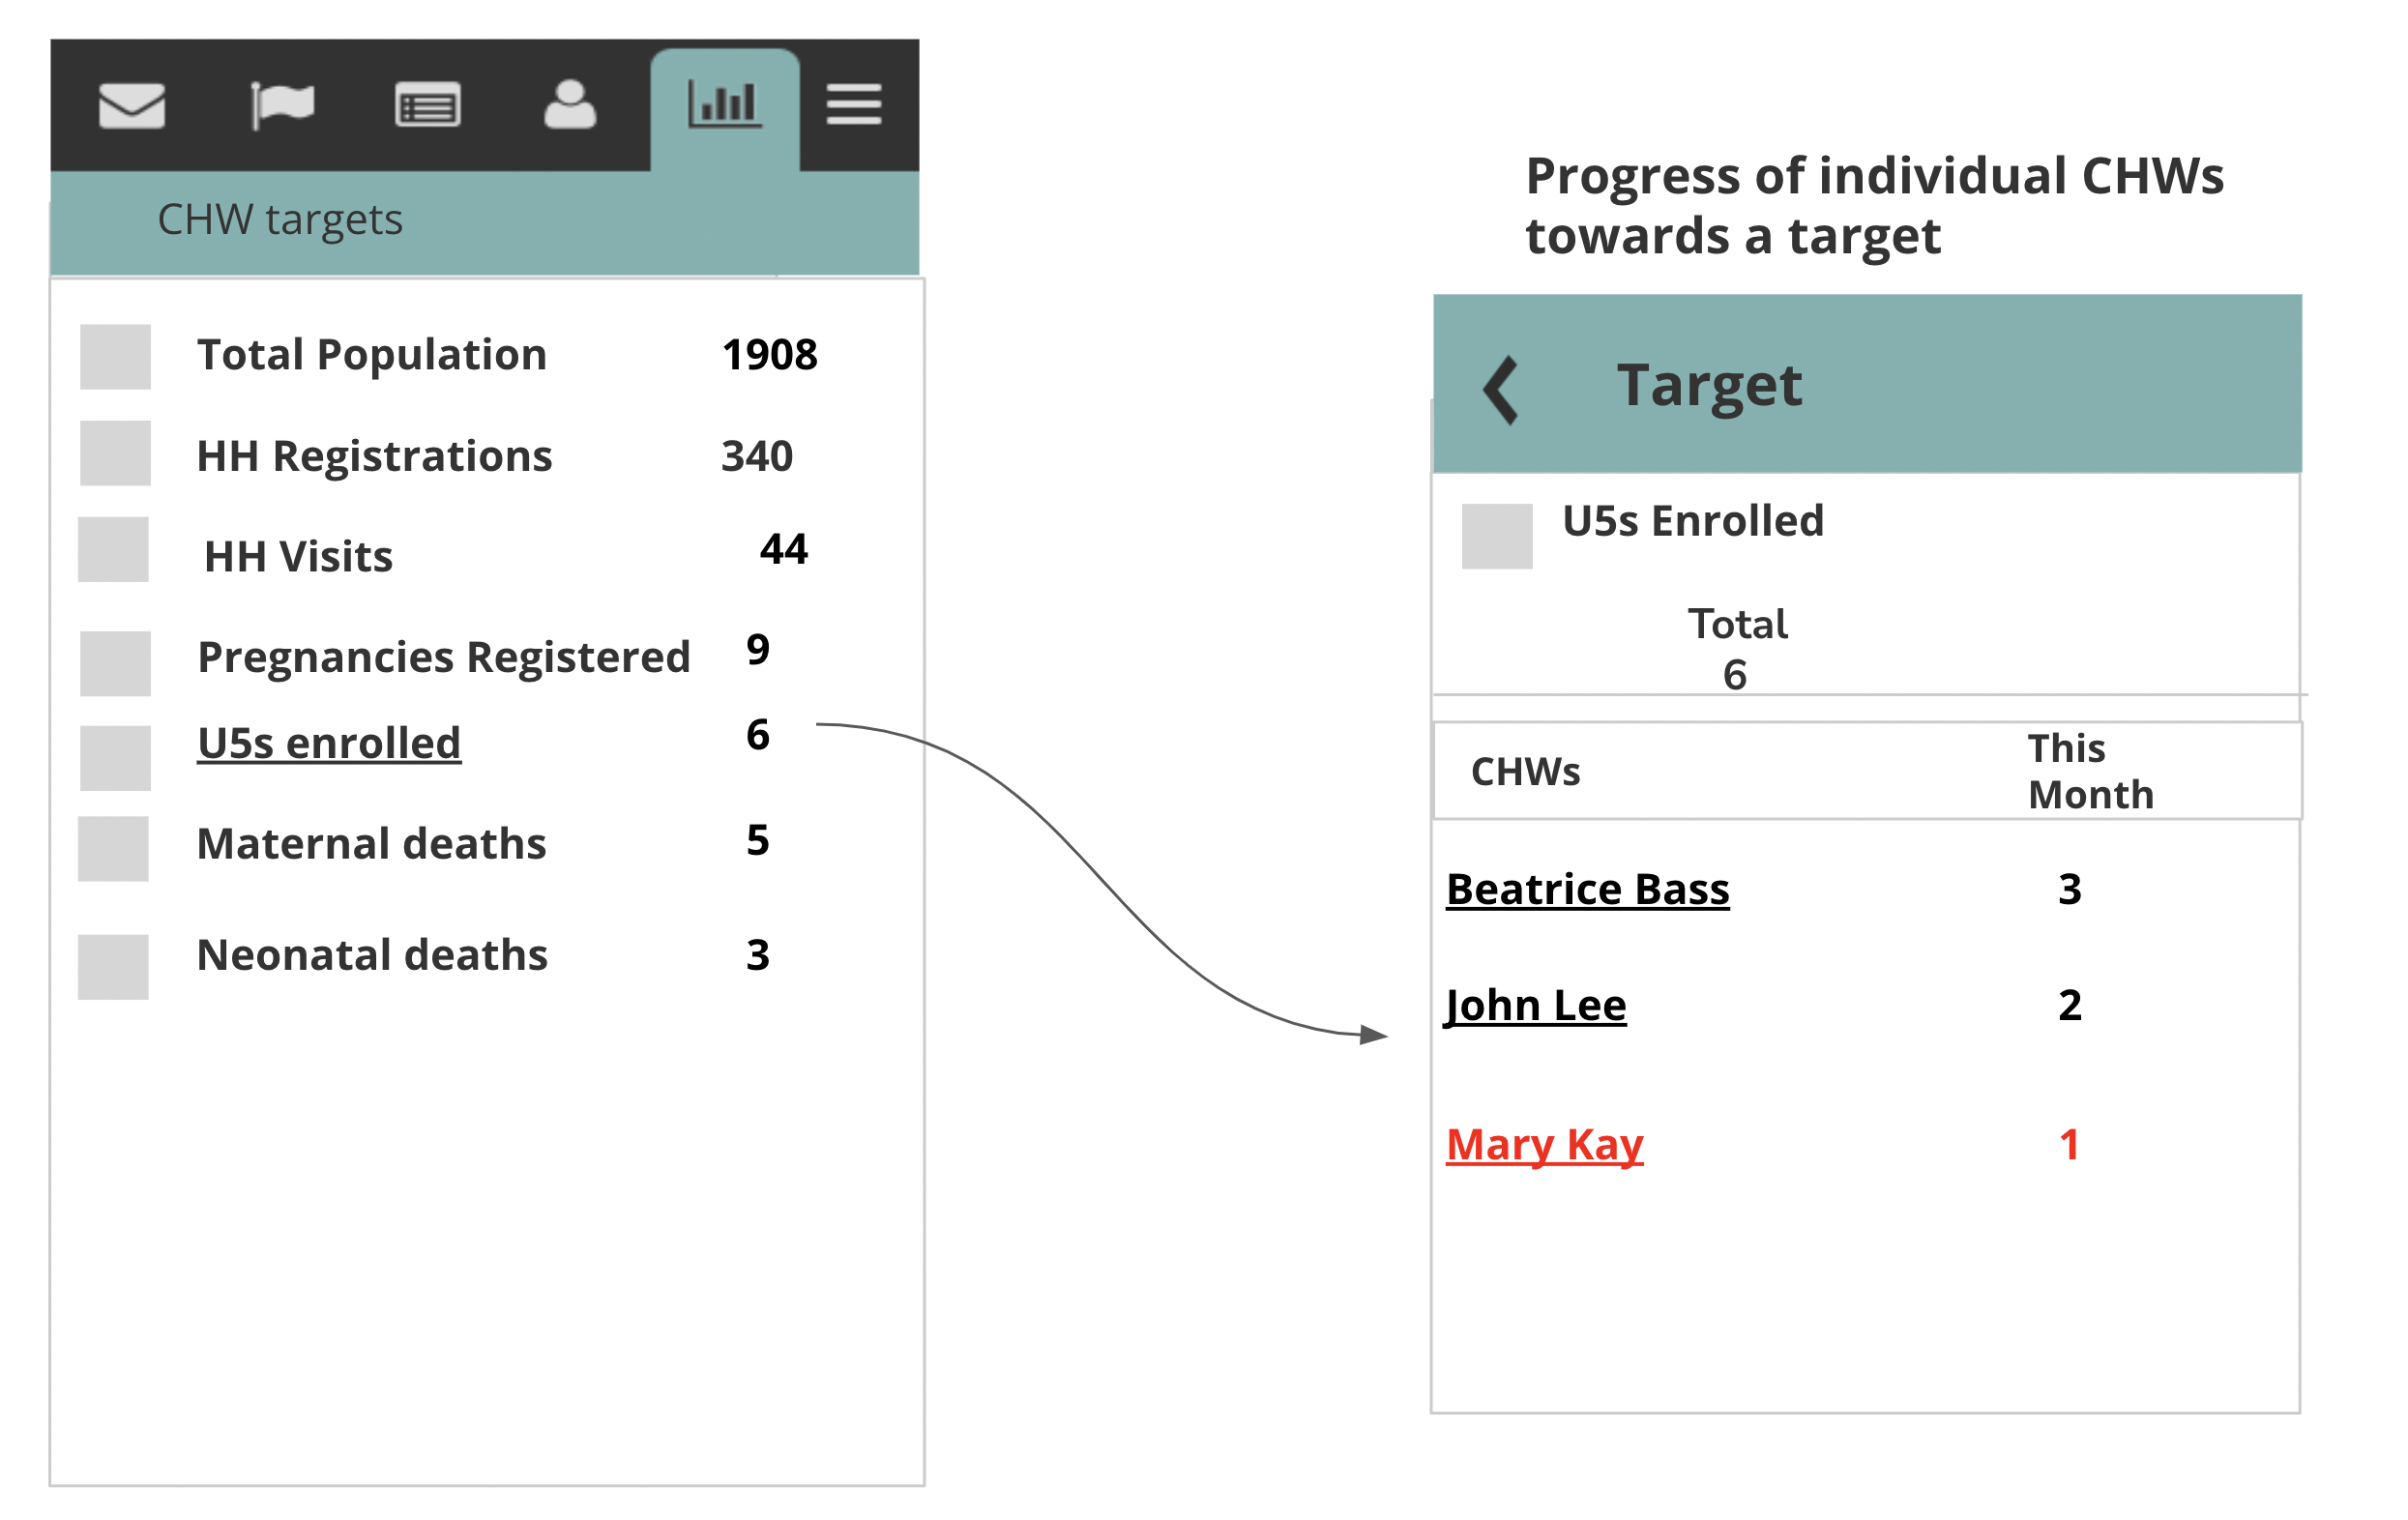 CHW targets
Total Population 1908
HH Registrations 340
HH Visits 44
Pregnancies Registered 9
U5s enrolled 6
Maternal deaths 5
Neonatal deaths 3
Progress of individual CHWs
towards a target
Target
U5s Enrolled
Total
6
CHWs
This
Month
Beatrice Bass 3
John Lee 2
Mary Kay 1